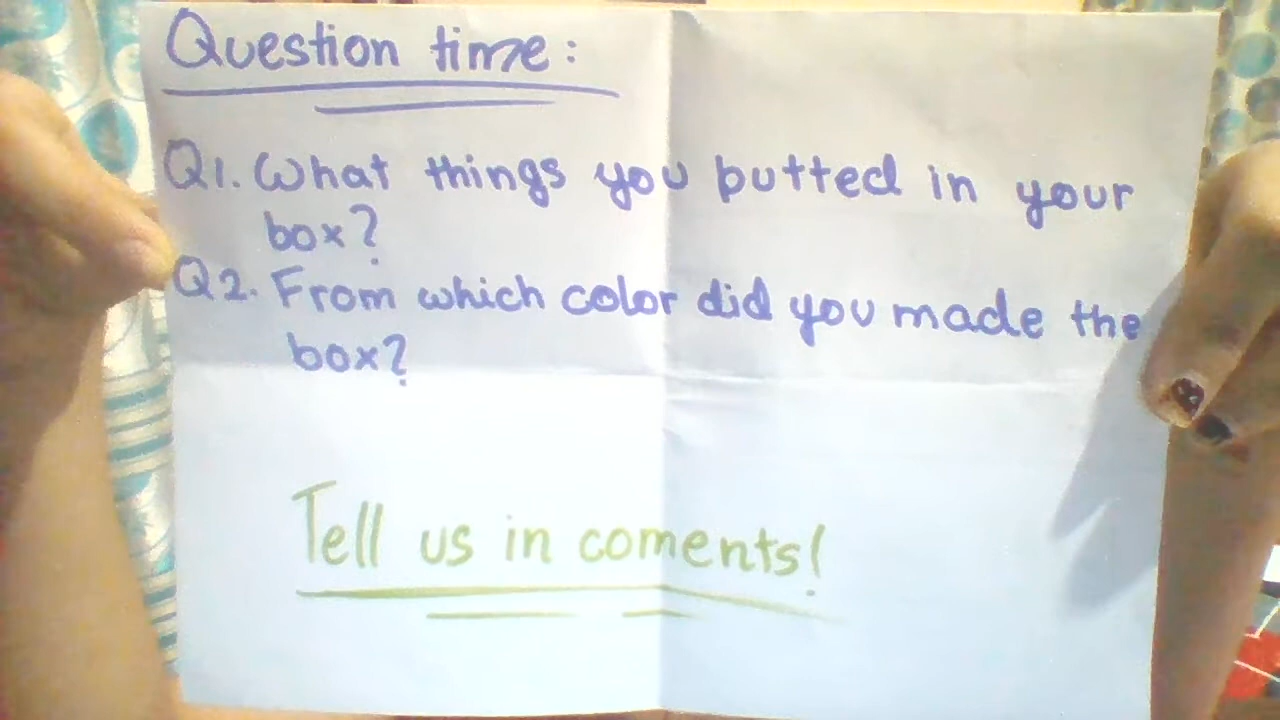 Question time:
Q1. What things you butted in your
box?
Q2. From which color did you made the
box?
Tell us in coments!